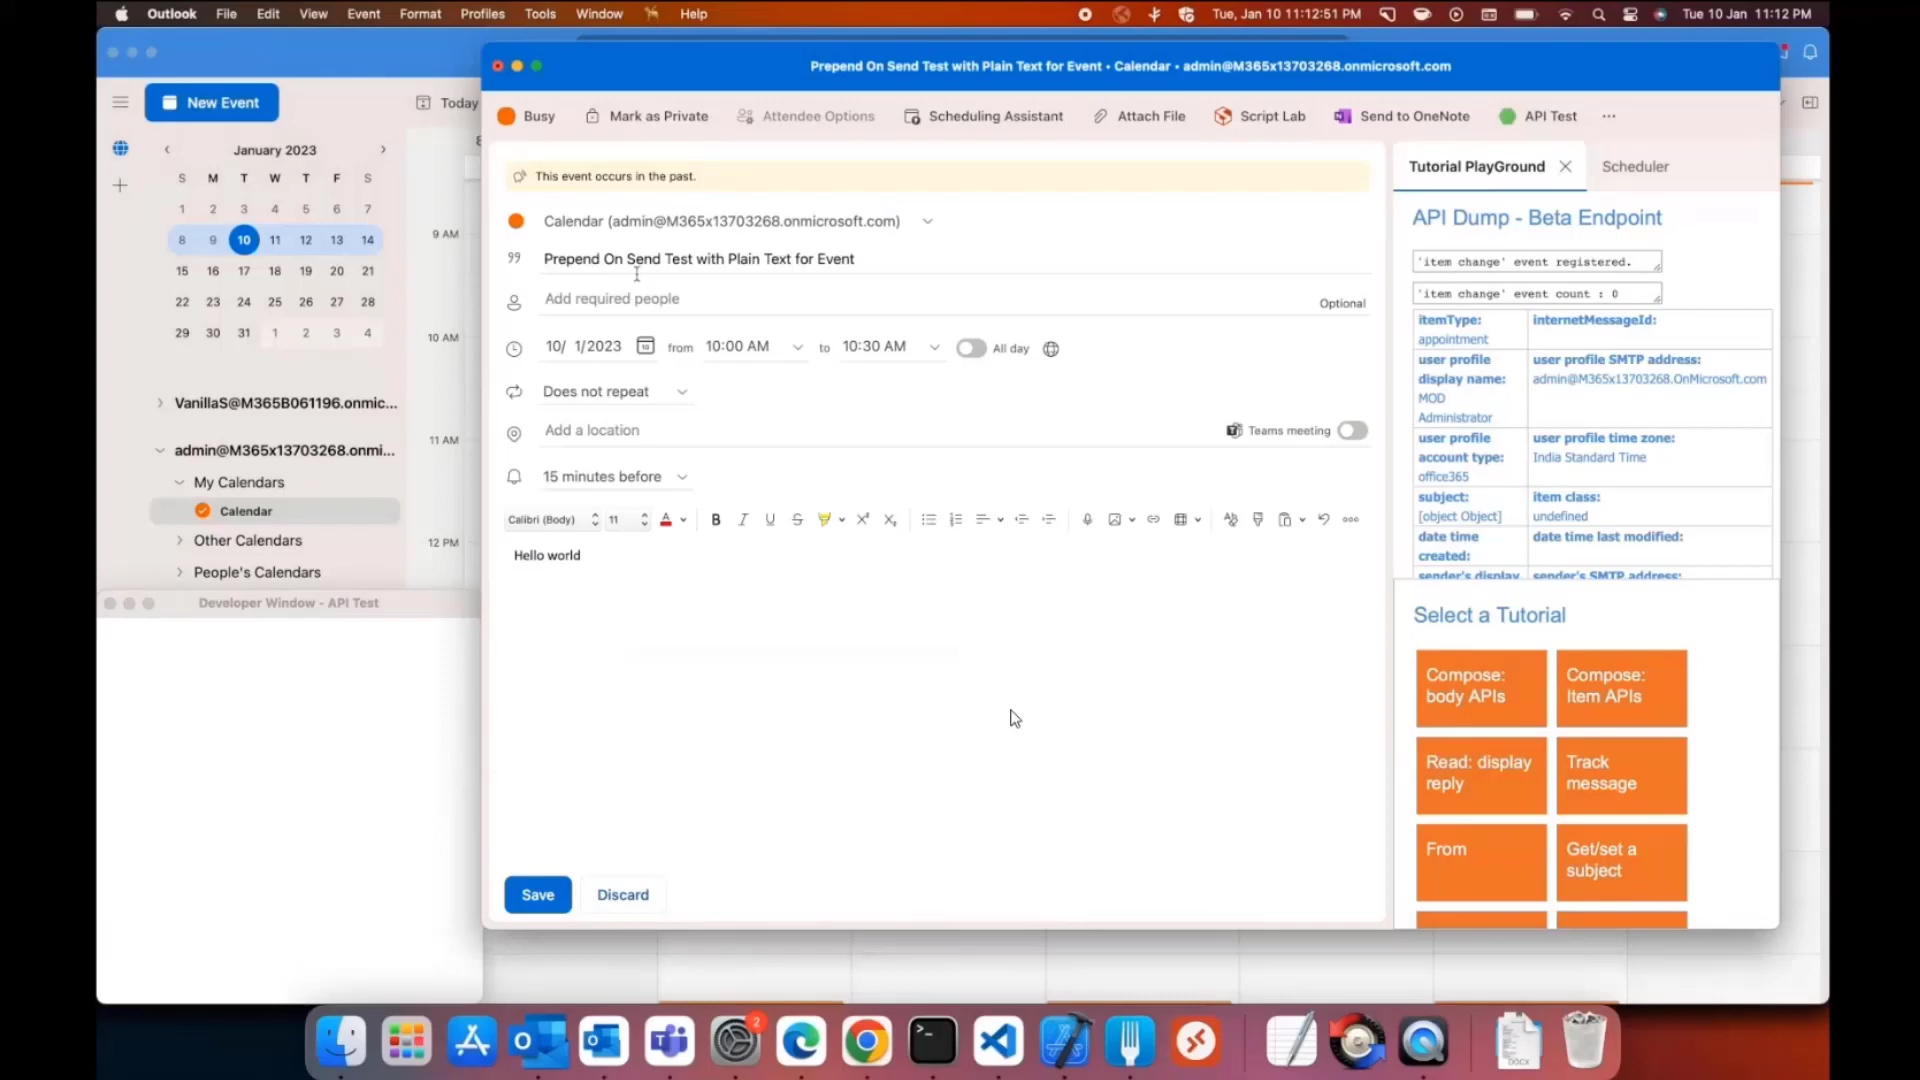 Outlook File Edit View Event Format Profiles Tools Window Help
Tue, Jan 10 11:12:51 PM
Tue 10 Jan 11:12 PM
Prepend On Send Test with Plain Text for Event • Calendar • admin@M365x13703268.onmicrosoft.com
New Event
Today
Busy
Mark as Private
Attendee Options
Scheduling Assistant
Attach File
Script Lab
Send to OneNote
API Test
January 2023
S M T W T F S
1 2 3 4 5 6 7
8 9 10 11 12 13 14
15 16 17 18 19 20 21
22 23 24 25 26 27 28
29 30 31 1 2 3 4
VanillaS@M365B061196.onmic...
admin@M365x13703268.onmi...
My Calendars
Calendar
Other Calendars
People's Calendars
Developer Window - API Test
9 AM
10 AM
11 AM
12 PM
This event occurs in the past.
Calendar (admin@M365x13703268.onmicrosoft.com)
Prepend On Send Test with Plain Text for Event
Add required people
Optional
10/ 1/2023 from 10:00 AM to 10:30 AM All day
Does not repeat
Add a location
Teams meeting
15 minutes before
Calibri (Body) 11 A B I U
Hello world
Save
Discard
Tutorial PlayGround
Scheduler
API Dump - Beta Endpoint
'item change' event registered.
'item change' event count : 0
itemType:
appointment
internetMessageId:
user profile
display name:
MOD
Administrator
user profile SMTP address:
admin@M365x13703268.OnMicrosoft.com
user profile
account type:
office365
user profile time zone:
India Standard Time
subject:
[object Object]
item class:
undefined
date time
created:
date time last modified:
sender's display
sender's SMTP address:
Select a Tutorial
Compose:
body APIs
Compose:
Item APIs
Read: display
reply
Track
message
From
Get/set a
subject
2
DOCX